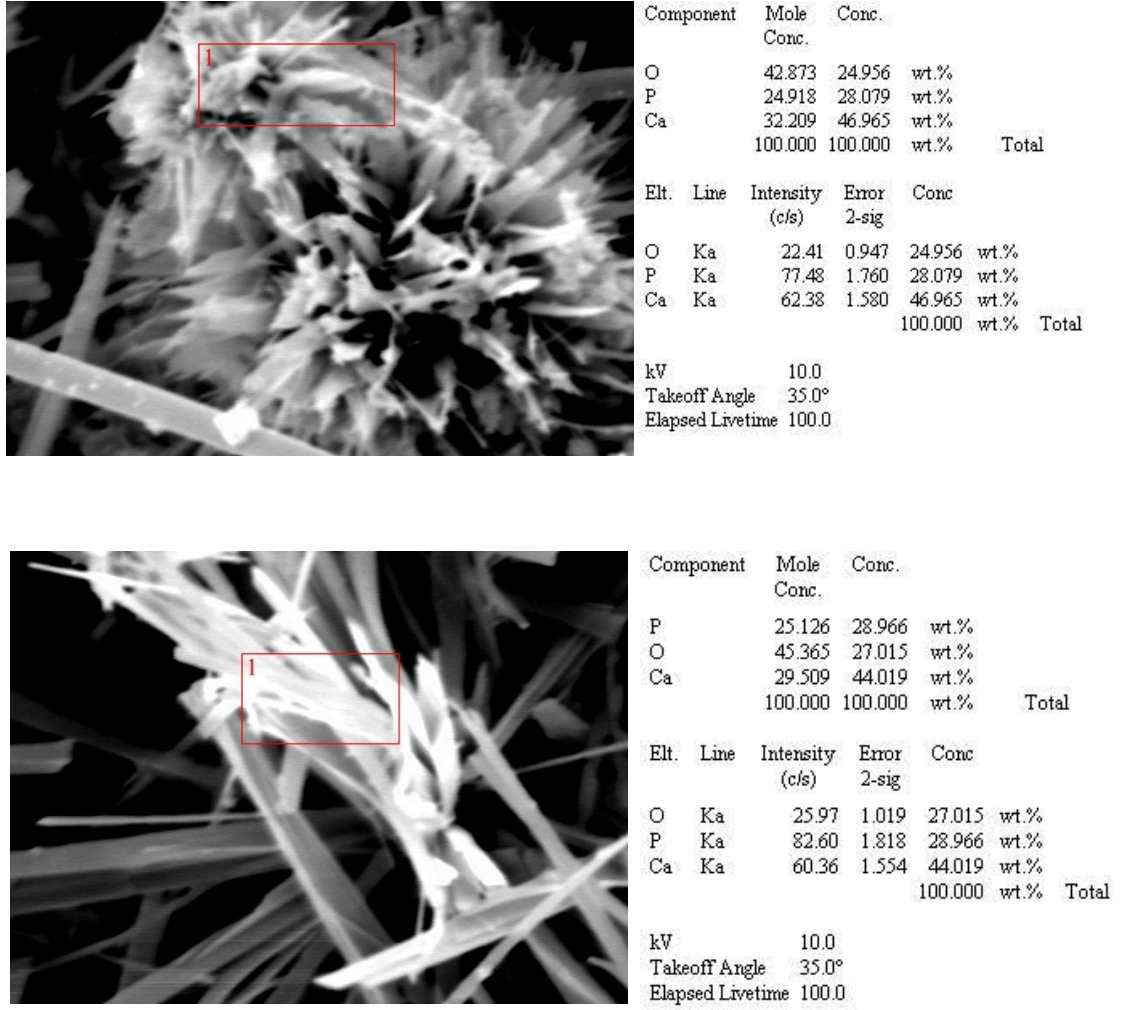 1
Component Mole Conc.
Conc.
O 42.873 24.956 wt.%
P 24.918 28.079 wt.%
Ca 32.209 46.965 wt.%
100.000 100.000 wt.% Total
Elt. Line Intensity Error Conc
(c/s) 2-sig
O Ka 22.41 0.947 24.956 wt.%
P Ka 77.48 1.760 28.079 wt.%
Ca Ka 62.38 1.580 46.965 wt.%
100.000 wt.% Total
kV 10.0
Takeoff Angle 35.0°
Elapsed Livetime 100.0
1
Component Mole Conc.
Conc.
P 25.126 28.966 wt.%
O 45.365 27.015 wt.%
Ca 29.509 44.019 wt.%
100.000 100.000 wt.% Total
Elt. Line Intensity Error Conc
(c/s) 2-sig
O Ka 25.97 1.019 27.015 wt.%
P Ka 82.60 1.818 28.966 wt.%
Ca Ka 60.36 1.554 44.019 wt.%
100.000 wt.% Total
kV 10.0
Takeoff Angle 35.0°
Elapsed Livetime 100.0